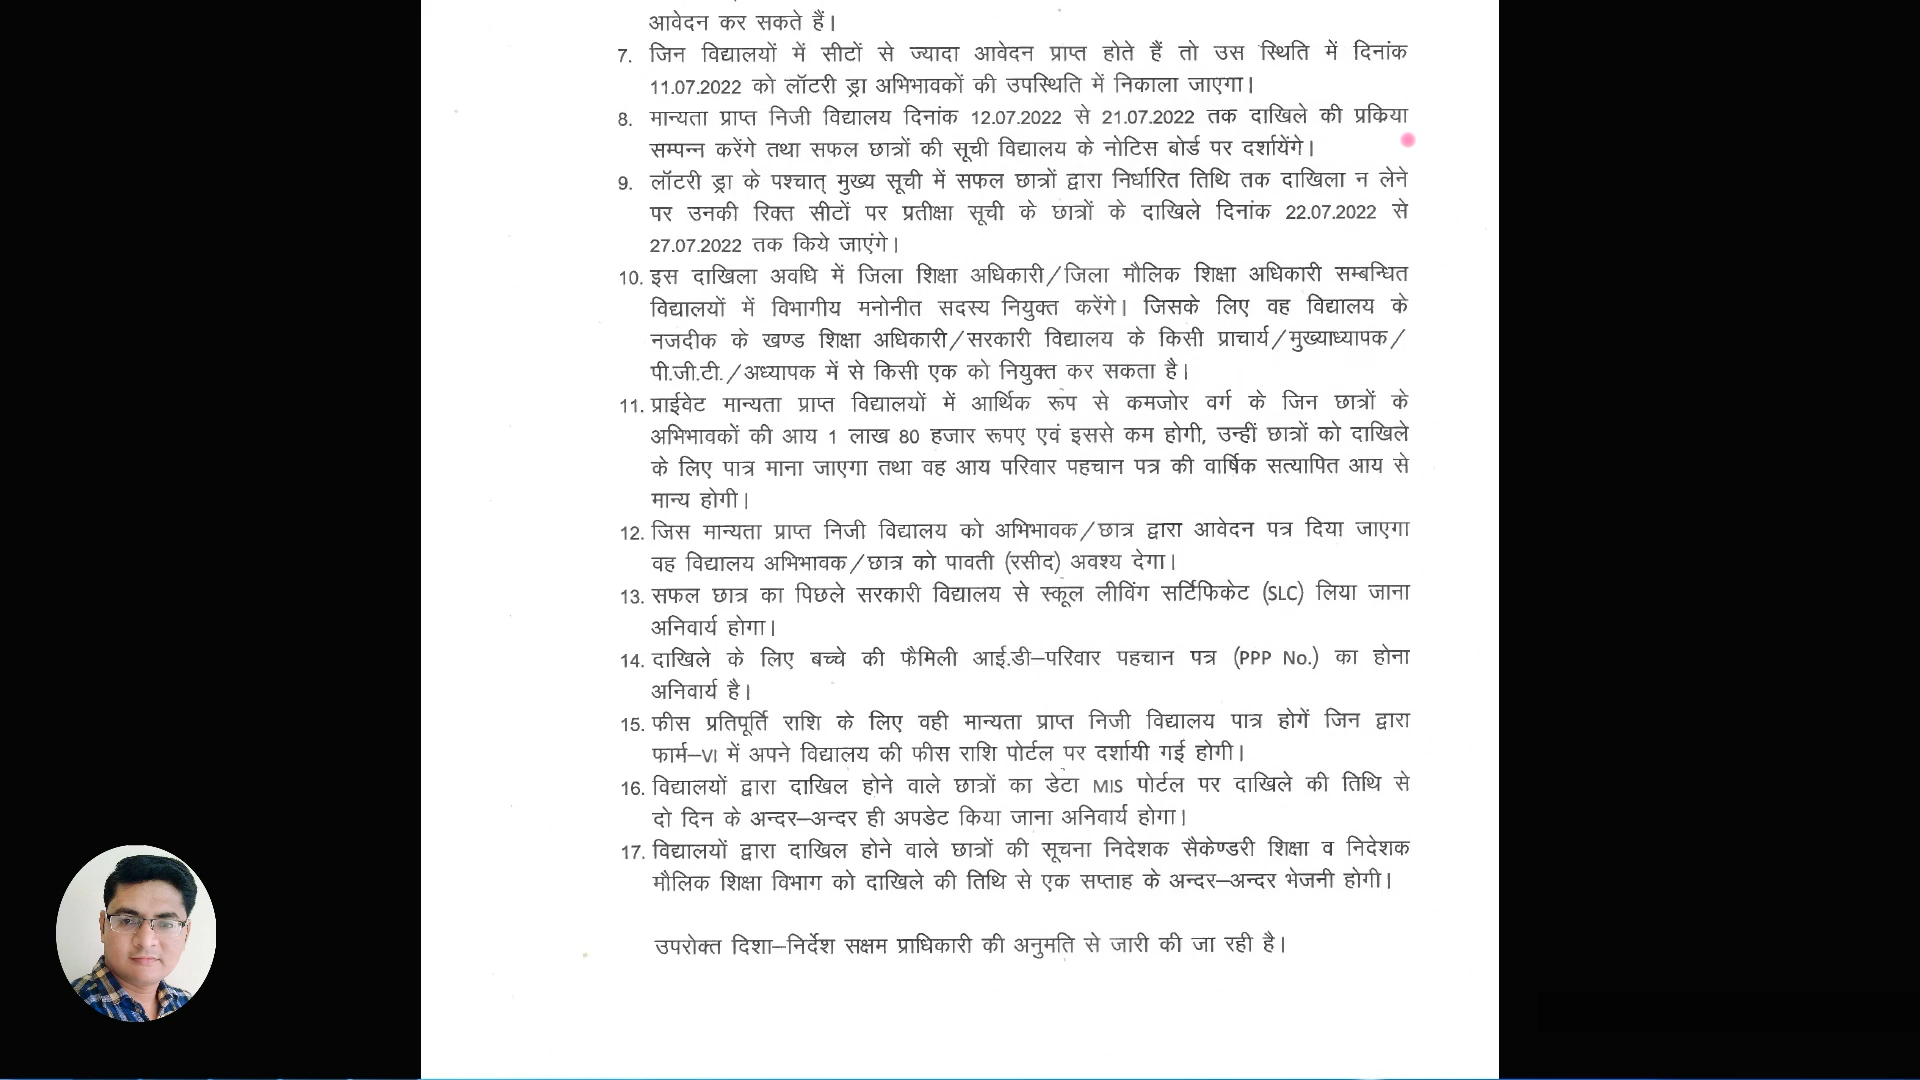 आवेदन कर सकते हैं।
7. जिन विद्यालयों में सीटों से ज्यादा आवेदन प्राप्त होते हैं तो उस स्थिति में दिनांक
11.07.2022 को लॉटरी ड्रा अभिभावकों की उपस्थिति में निकाला जाएगा।
8. मान्यता प्राप्त निजी विद्यालय दिनांक 12.07.2022 से 21.07.2022 तक दाखिले की प्रकिया
सम्पन्न करेंगे तथा सफल छात्रों की सूची विद्यालय के नोटिस बोर्ड पर दर्शायेंगे।
9. लॉटरी ड्रा के पश्चात् मुख्य सूची में सफल छात्रों द्वारा निर्धारित तिथि तक दाखिला न लेने
पर उनकी रिक्त सीटों पर प्रतीक्षा सूची के छात्रों के दाखिले दिनांक 22.07.2022 से
27.07.2022 तक किये जाएंगे।
10. इस दाखिला अवधि में जिला शिक्षा अधिकारी/जिला मौलिक शिक्षा अधिकारी सम्बन्धित
विद्यालयों में विभागीय मनोनीत सदस्य नियुक्त करेंगे। जिसके लिए वह विद्यालय के
नजदीक के खण्ड शिक्षा अधिकारी/सरकारी विद्यालय के किसी प्राचार्य/मुख्याध्यापक/
पी.जी.टी./अध्यापक में से किसी एक को नियुक्त कर सकता है।
11. प्राईवेट मान्यता प्राप्त विद्यालयों में आर्थिक रूप से कमजोर वर्ग के जिन छात्रों के
अभिभावकों की आय 1 लाख 80 हजार रूपए एवं इससे कम होगी, उन्हीं छात्रों को दाखिले
के लिए पात्र माना जाएगा तथा वह आय परिवार पहचान पत्र की वार्षिक सत्यापित आय से
मान्य होगी।
12. जिस मान्यता प्राप्त निजी विद्यालय को अभिभावक/छात्र द्वारा आवेदन पत्र दिया जाएगा
वह विद्यालय अभिभावक/छात्र को पावती (रसीद) अवश्य देगा।
13. सफल छात्र का पिछले सरकारी विद्यालय से स्कूल लीविंग सर्टिफिकेट (SLC) लिया जाना
अनिवार्य होगा।
14. दाखिले के लिए बच्चे की फैमिली आई.डी–परिवार पहचान पत्र (PPP No.) का होना
अनिवार्य है।
15. फीस प्रतिपूर्ति राशि के लिए वही मान्यता प्राप्त निजी विद्यालय पात्र होगें जिन द्वारा
फार्म–VI में अपने विद्यालय की फीस राशि पोर्टल पर दर्शायी गई होगी।
16. विद्यालयों द्वारा दाखिल होने वाले छात्रों का डेटा MIS पोर्टल पर दाखिले की तिथि से
दो दिन के अन्दर–अन्दर ही अपडेट किया जाना अनिवार्य होगा।
17. विद्यालयों द्वारा दाखिल होने वाले छात्रों की सूचना निदेशक सैकेण्डरी शिक्षा व निदेशक
मौलिक शिक्षा विभाग को दाखिले की तिथि से एक सप्ताह के अन्दर–अन्दर भेजनी होगी।
उपरोक्त दिशा–निर्देश सक्षम प्राधिकारी की अनुमति से जारी की जा रही है।